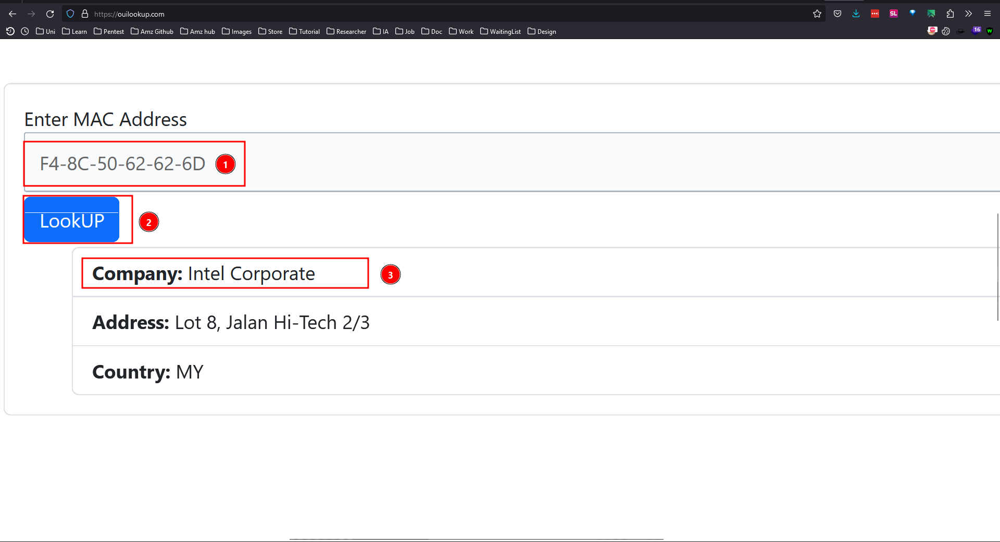 https://ouilookup.com
SL
Uni Learn Pentest Amz Github Amz hub Images Store Tutorial Researcher IA Job Doc Work WaitingList Design
16
W
Enter MAC Address
F4-8C-50-62-62-6D 1
LookUP 2
Company: Intel Corporate 3
Address: Lot 8, Jalan Hi-Tech 2/3
Country: MY